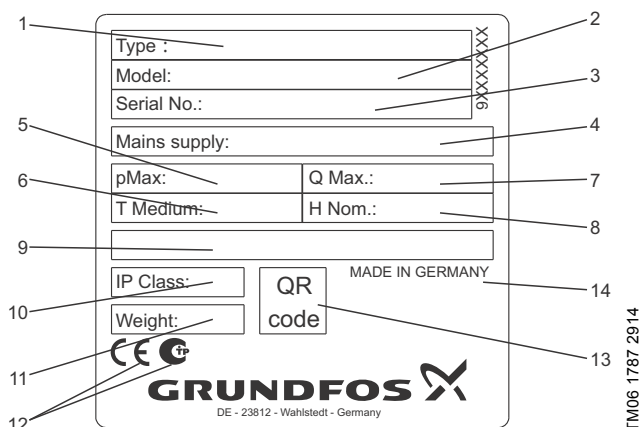 1
Type :
2
Model:
3
Serial No.:
XXXXXXX6
4
Mains supply:
5
pMax:
Q Max.:
7
6
T Medium:
H Nom.:
8
9
10
IP Class:
QR
code
MADE IN GERMANY
14
11
Weight:
13
12
CE
GRUNDFOS
DE - 23812 - Wahlstedt - Germany
TM06 1787 2914